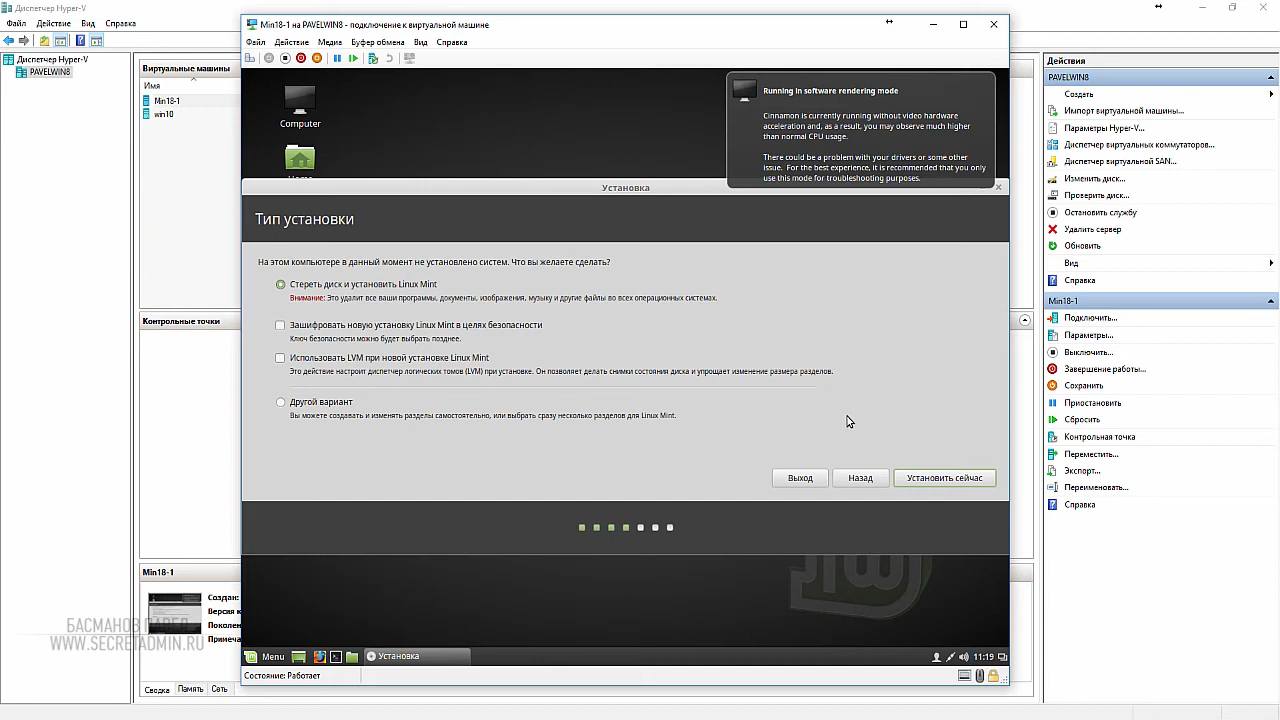 Диспетчер Hyper-V
Файл Действие Вид Справка
Диспетчер Hyper-V
PAVELWIN8
Виртуальные машины
Имя
Min18-1
win10
Контрольные точки
Min18-1
Создан:
Версия к
Поколен
Примеча
Сводка Память Сеть
БАСМАНОВ ПАВЕЛ
WWW.SECRETADMIN.RU
Min18-1 на PAVELWIN8 - подключение к виртуальной машине
Файл Действие Медиа Буфер обмена Вид Справка
Computer
Running in software rendering mode
Cinnamon is currently running without video hardware
acceleration and, as a result, you may observe much higher
than normal CPU usage.
There could be a problem with your drivers or some other
issue. For the best experience, it is recommended that you only
use this mode for troubleshooting purposes.
Установка
Тип установки
На этом компьютере в данный момент не установлено систем. Что вы желаете сделать?
Стереть диск и установить Linux Mint
Внимание: Это удалит все ваши программы, документы, изображения, музыку и другие файлы во всех операционных системах.
Зашифровать новую установку Linux Mint в целях безопасности
Ключ безопасности можно будет выбрать позднее.
Использовать LVM при новой установке Linux Mint
Это действие настроит диспетчер логических томов (LVM) при установке. Он позволяет делать снимки состояния диска и упрощает изменение размера разделов.
Другой вариант
Вы можете создавать и изменять разделы самостоятельно, или выбрать сразу несколько разделов для Linux Mint.
Выход Назад Установить сейчас
Menu Установка 11:19
Состояние: Работает
Действия
PAVELWIN8
Создать
Импорт виртуальной машины...
Параметры Hyper-V...
Диспетчер виртуальных коммутаторов...
Диспетчер виртуальной SAN...
Изменить диск...
Проверить диск...
Остановить службу
Удалить сервер
Обновить
Вид
Справка
Min18-1
Подключить...
Параметры...
Выключить...
Завершение работы...
Сохранить
Приостановить
Сбросить
Контрольная точка
Переместить...
Экспорт...
Переименовать...
Справка